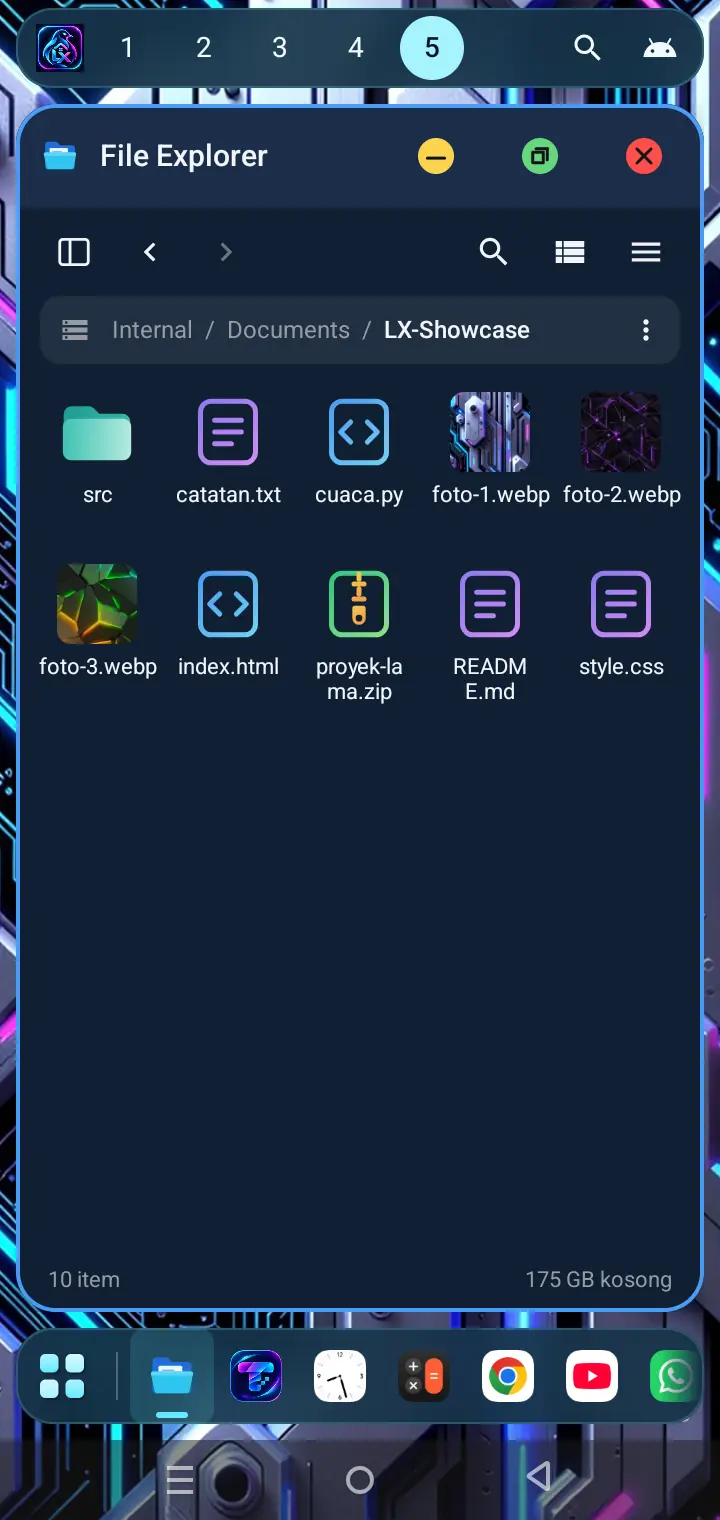 1 2 3 4 5
File Explorer
Internal / Documents / LX-Showcase
src catatan.txt cuaca.py foto-1.webp foto-2.webp
foto-3.webp index.html proyek-la READM style.css
ma.zip E.md
10 item 175 GB kosong